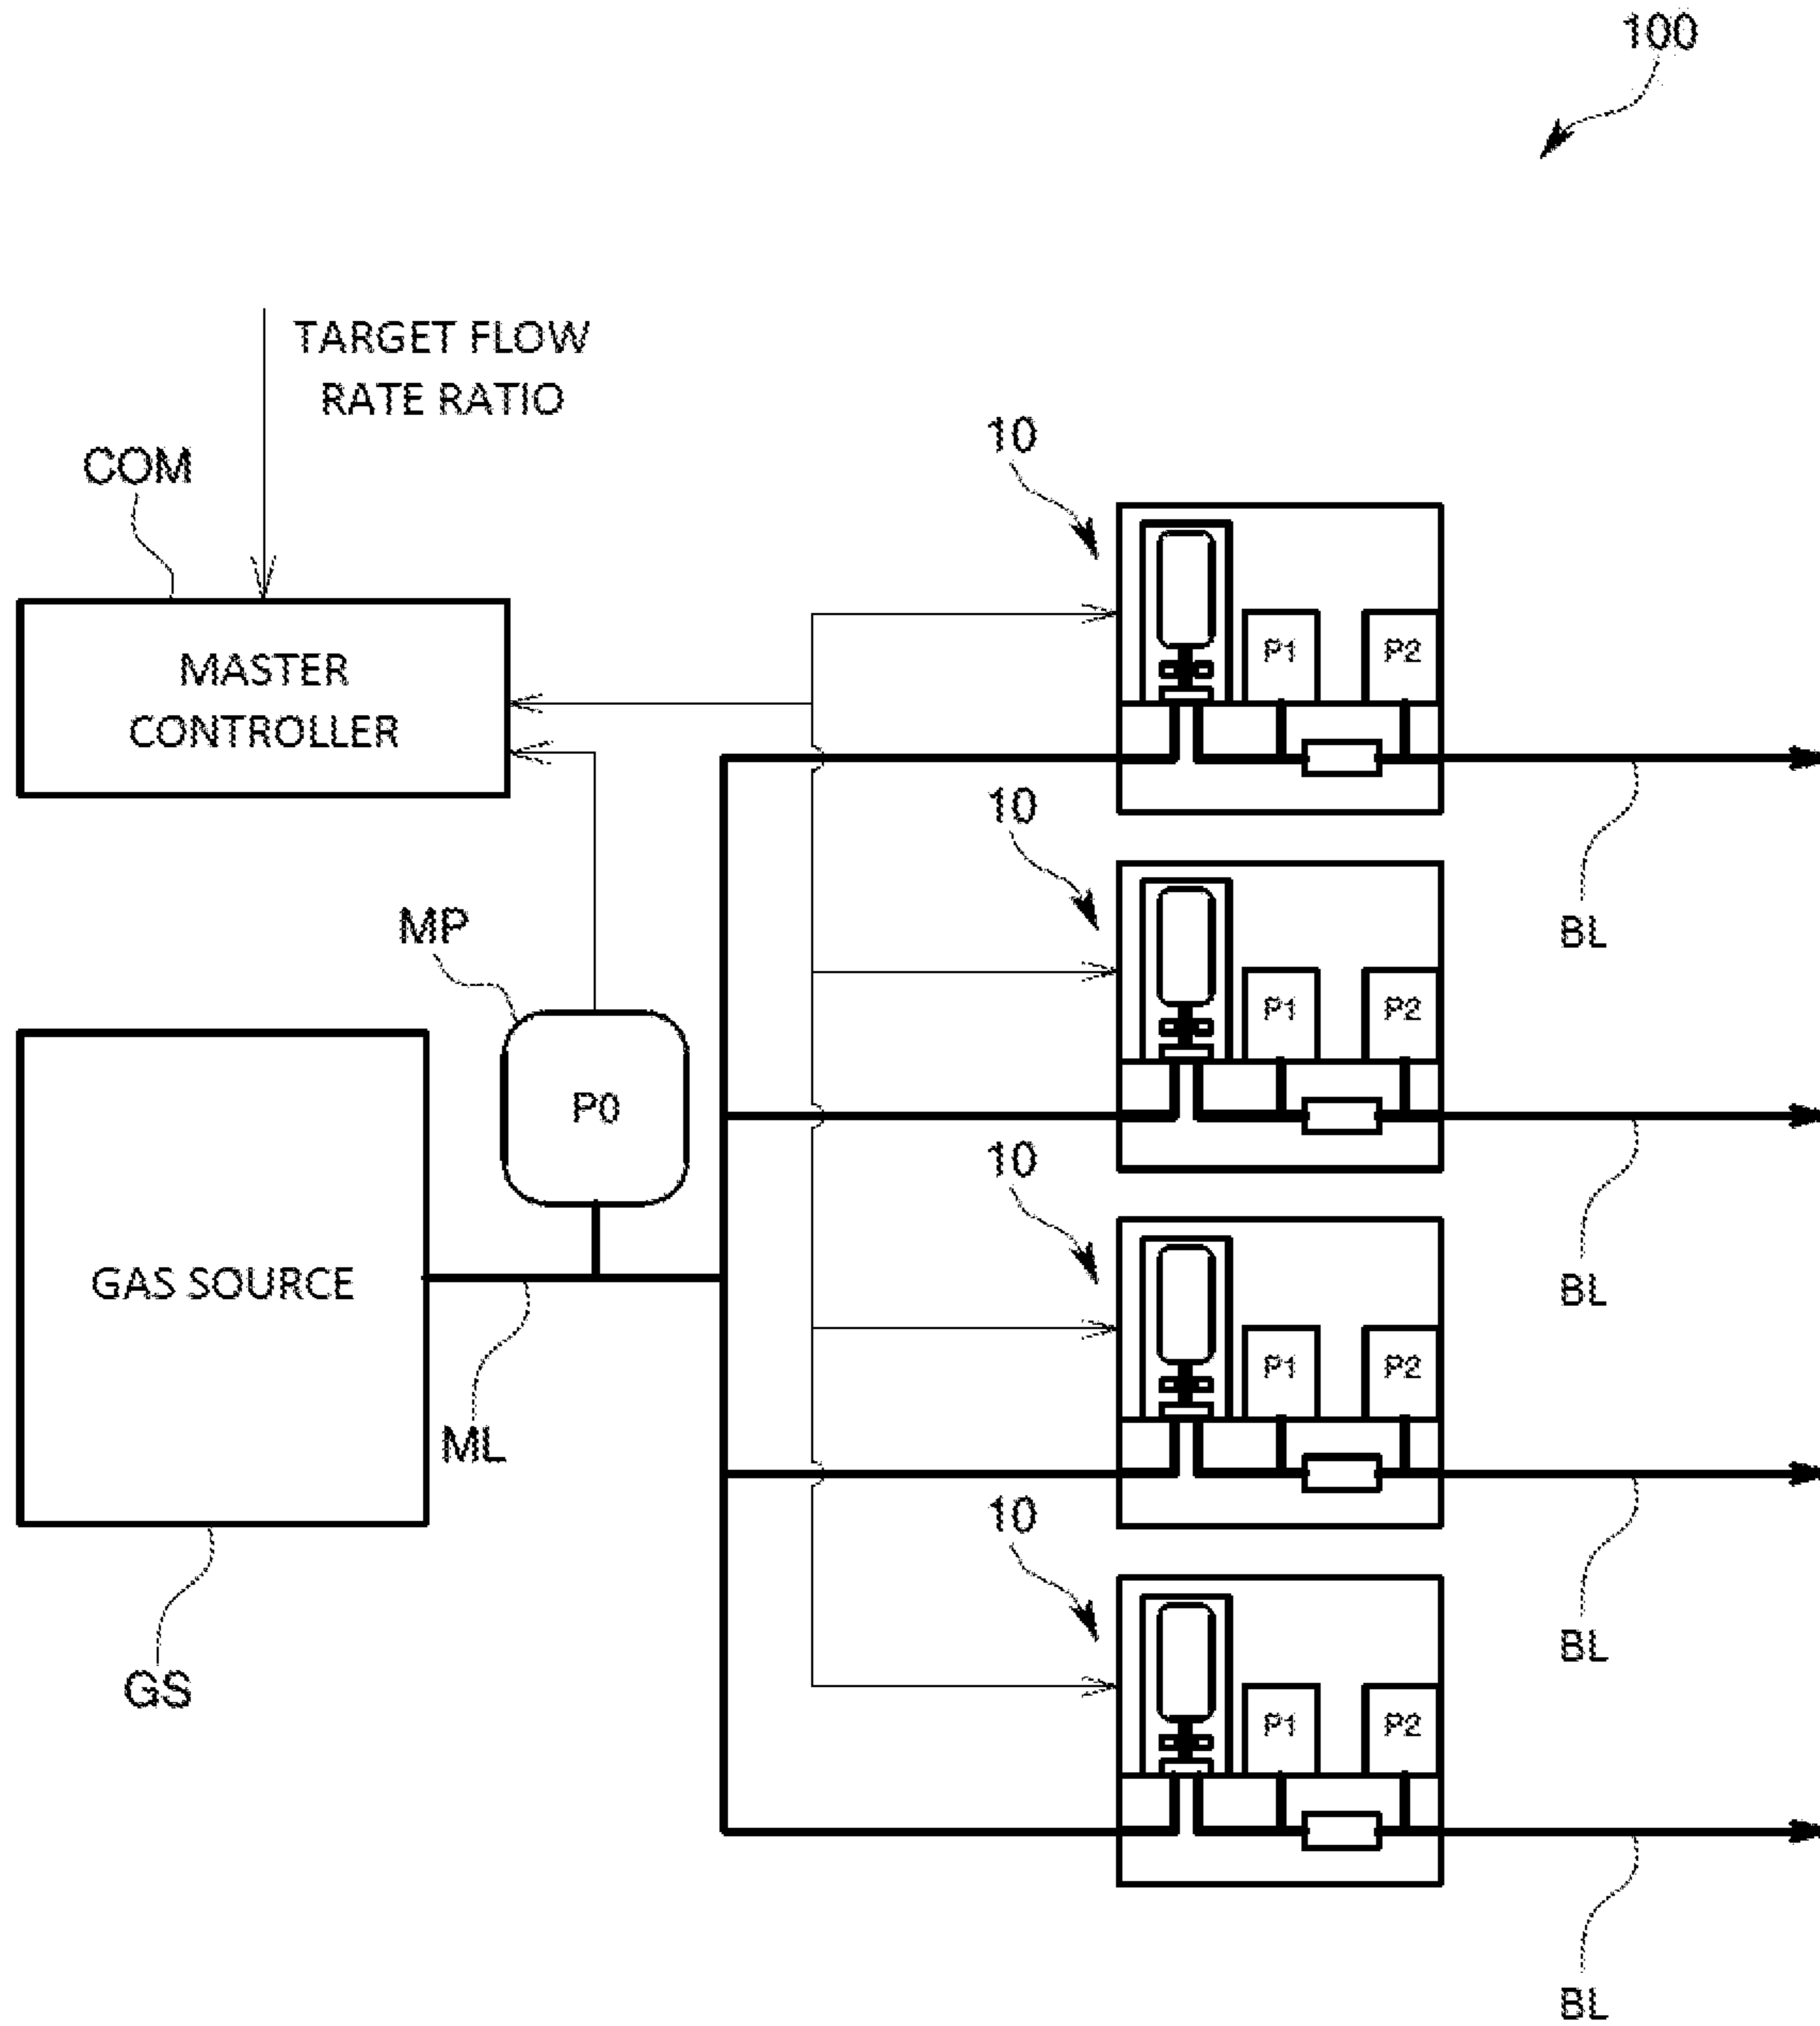 100
TARGET FLOW
RATE RATIO
COM
10
MASTER
CONTROLLER
P1
P2
BL
10
MP
P0
P1
P2
BL
10
GAS SOURCE
ML
P1
P2
BL
10
GS
P1
P2
BL